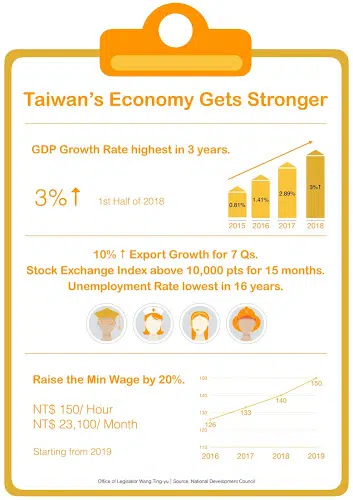 Taiwan's Economy Gets Stronger
GDP Growth Rate highest in 3 years.
3%↑
1st Half of 2018
0.81%
1.41%
2.89%
3%↑
2015
2016
2017
2018
10% ↑ Export Growth for 7 Qs.
Stock Exchange Index above 10,000 pts for 15 months.
Unemployment Rate lowest in 16 years.
Raise the Min Wage by 20%.
NT$ 150/ Hour
NT$ 23,100/ Month
Starting from 2019
150
140
130
120
110
126
133
140
150
2016
2017
2018
2019
Office of Legislator Wang Ting-yu | Source: National Development Council